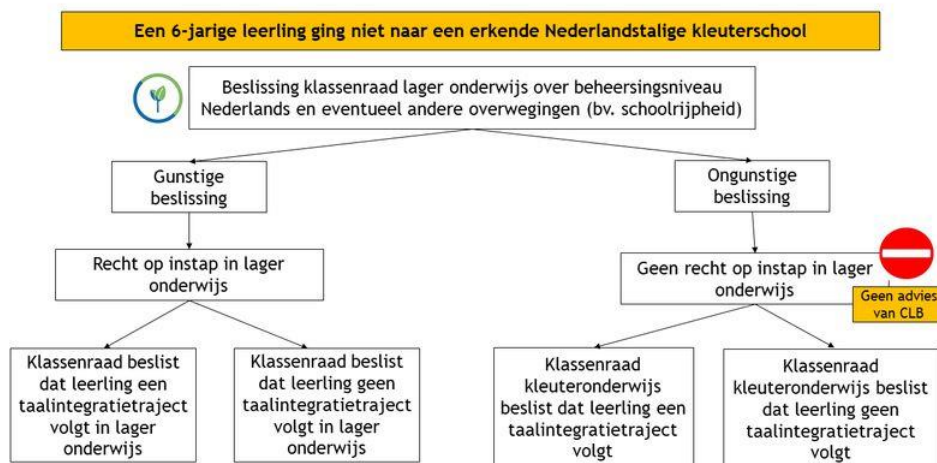 Een 6-jarige leerling ging niet naar een erkende Nederlandstalige kleuterschool
Beslissing klassenraad lager onderwijs over beheersingsniveau
Nederlands en eventueel andere overwegingen (bv. schoolrijpheid)
Gunstige
beslissing
Ongunstige
beslissing
Recht op instap in lager
onderwijs
Geen recht op instap in lager
onderwijs
Geen advies
van CLB
Klassenraad beslist
dat leerling een
taalintegratietraject
volgt in lager
onderwijs
Klassenraad beslist
dat leerling geen
taalintegratietraject
volgt in lager
onderwijs
Klassenraad
kleuteronderwijs
beslist dat leerling een
taalintegratietraject
volgt
Klassenraad
kleuteronderwijs beslist
dat leerling geen
taalintegratietraject
volgt